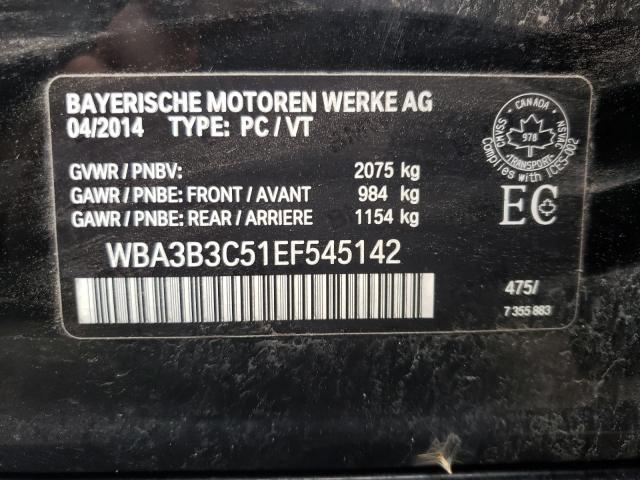 BAYERISCHE MOTOREN WERKE AG
04/2014 TYPE: PC / VT
GVWR / PNBV: 2075 kg
GAWR / PNBE: FRONT / AVANT 984 kg
GAWR / PNBE: REAR / ARRIERE 1154 kg
WBA3B3C51EF545142
CANADA
CMVSS
NSVAC
978
TRANSPORT
Complies with ICES-002
EC
475/
7 355 883